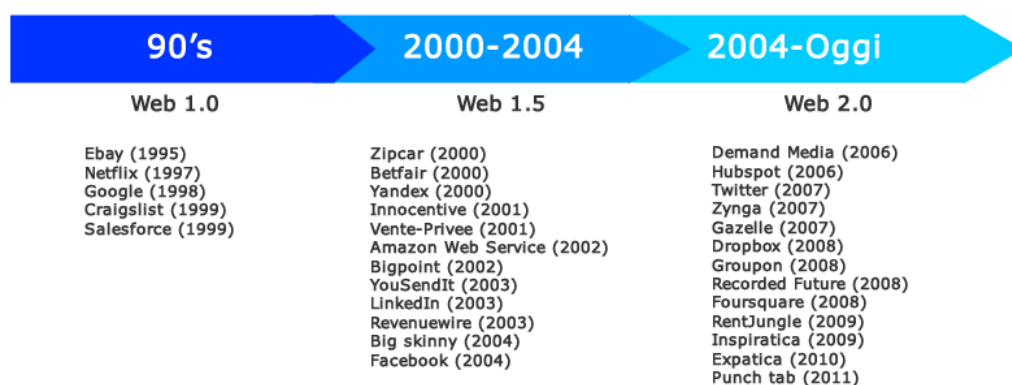 90's
2000-2004
2004-Oggi
Web 1.0
Web 1.5
Web 2.0
Ebay (1995)
Netflix (1997)
Google (1998)
Craigslist (1999)
Salesforce (1999)
Zipcar (2000)
Betfair (2000)
Yandex (2000)
Innocentive (2001)
Vente-Privee (2001)
Amazon Web Service (2002)
Bigpoint (2002)
YouSendIt (2003)
LinkedIn (2003)
Revenuewire (2003)
Big skinny (2004)
Facebook (2004)
Demand Media (2006)
Hubspot (2006)
Twitter (2007)
Zynga (2007)
Gazelle (2007)
Dropbox (2008)
Groupon (2008)
Recorded Future (2008)
Foursquare (2008)
RentJungle (2009)
Inspiratica (2009)
Expatica (2010)
Punch tab (2011)